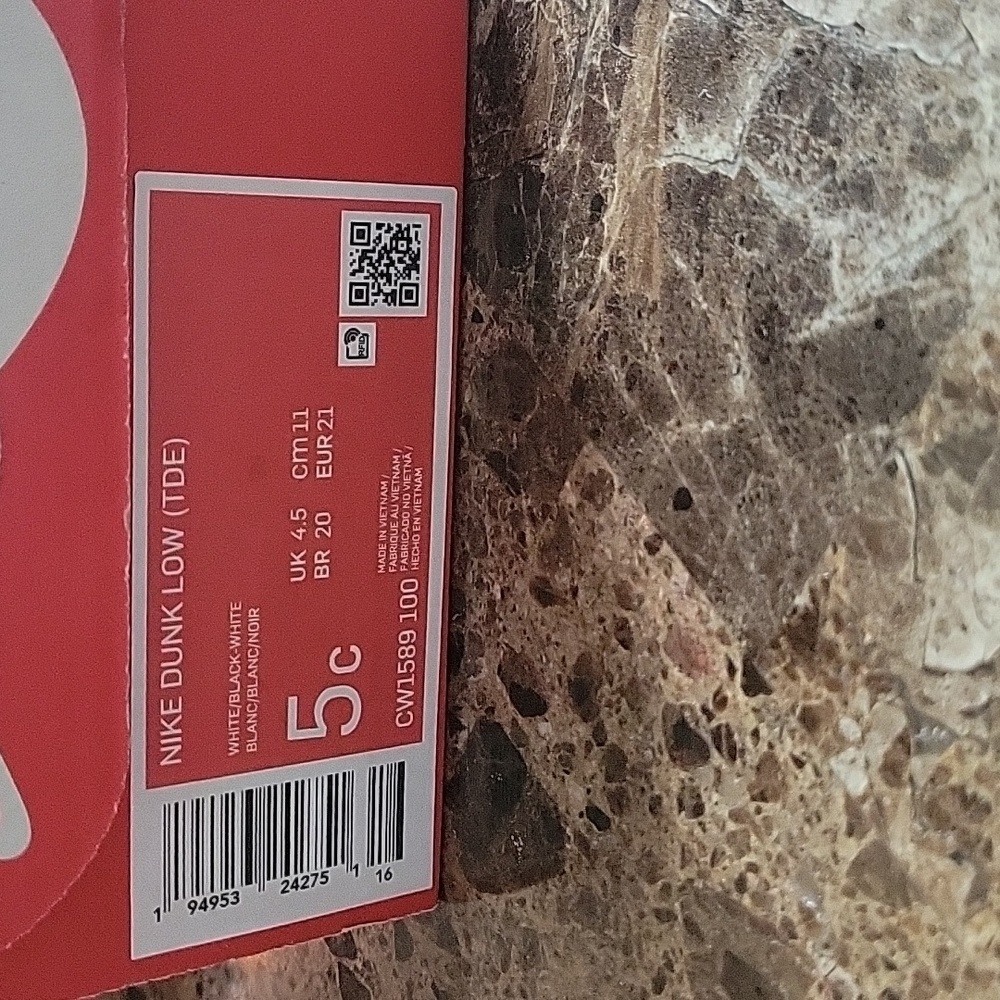 NIKE DUNK LOW (TDE)
WHITE/BLACK-WHITE
BLANC/BLANC/NOIR
5C
UK 4.5 cm 11
BR 20 EUR 21
RFID
CW1589 100
MADE IN VIETNAM /
FABRIQUE AU VIETNAM /
FABRICADO NO VIETNÃ /
HECHO EN VIETNAM
1 94953 24275 1 16